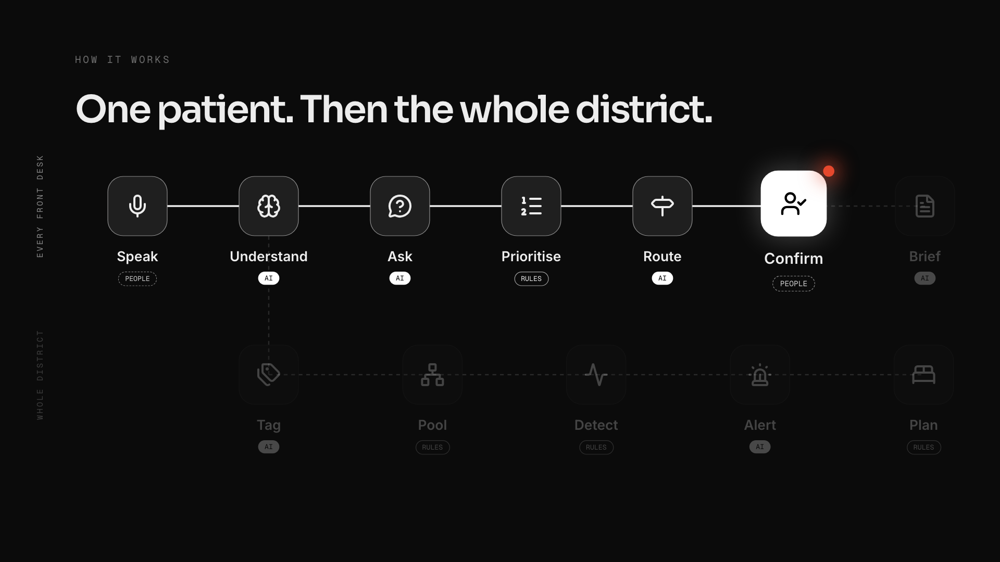 HOW IT WORKS
One patient. Then the whole district.
EVERY FRONT DESK
Speak
PEOPLE
Understand
AI
Ask
AI
1
2
Prioritise
RULES
Route
AI
Confirm
PEOPLE
Brief
AI
WHOLE DISTRICT
Tag
AI
Pool
RULES
Detect
RULES
Alert
AI
Plan
RULES